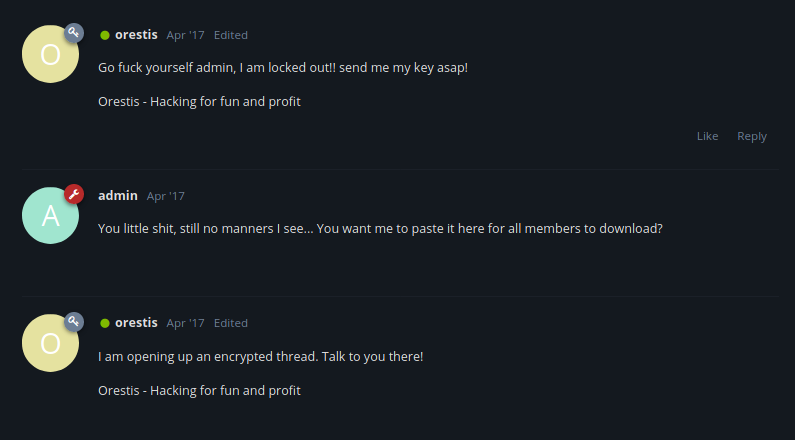 O
orestis Apr '17 Edited
Go fuck yourself admin, I am locked out!! send me my key asap!
Orestis - Hacking for fun and profit
Like Reply
A
admin Apr '17
You little shit, still no manners I see... You want me to paste it here for all members to download?
O
orestis Apr '17 Edited
I am opening up an encrypted thread. Talk to you there!
Orestis - Hacking for fun and profit